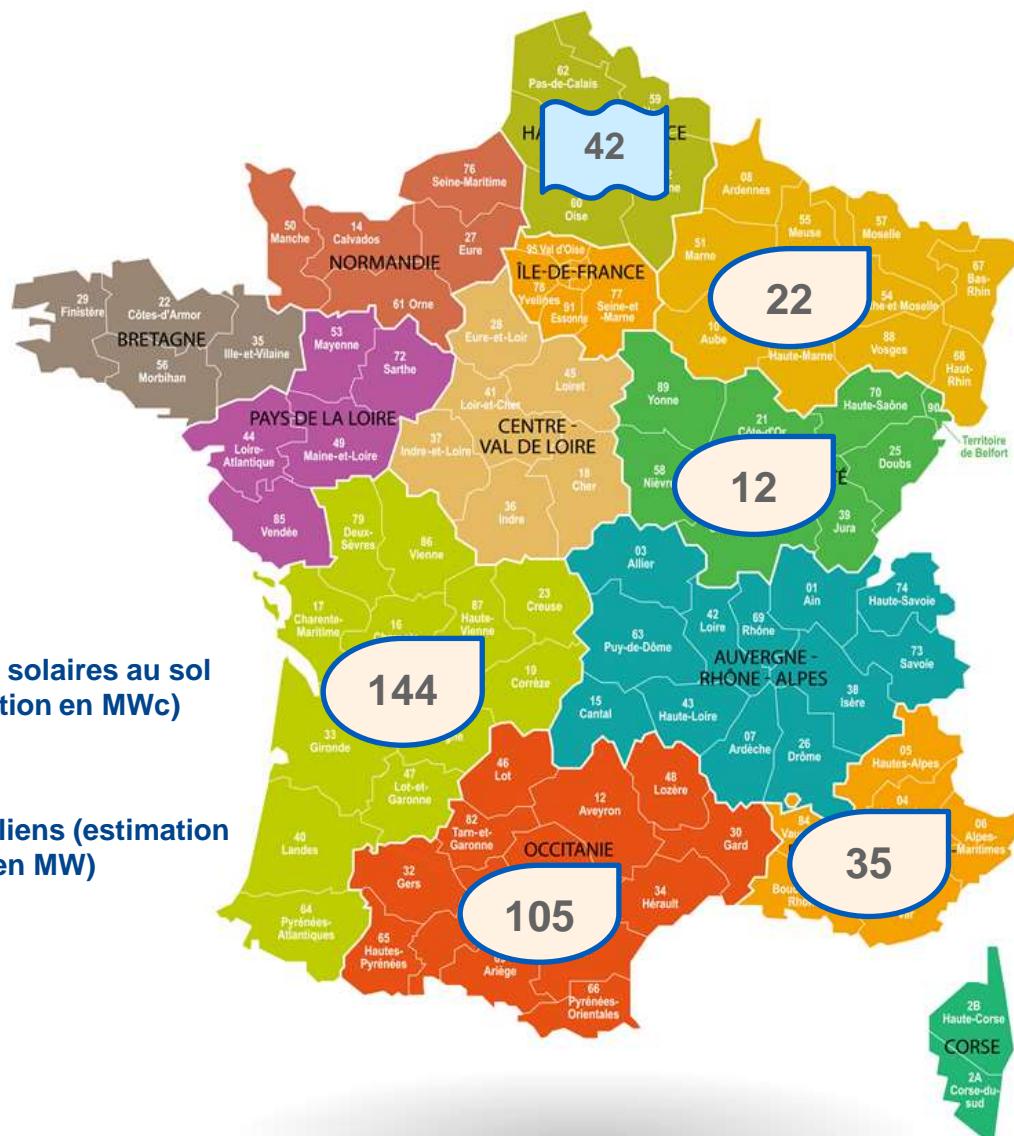 62
Pas-de-Calais
59
42
60
Oise
76
Seine-Maritime
08
Ardennes
50
Manche
14
Calvados
27
Eure
NORMANDIE
61 Orne
95 Val d'Oise
ÎLE-DE-FRANCE
78
Yvelines
91
Essonne
77
Seine-et
-Marne
55
Meuse
57
Moselle
51
Marne
67
Bas-
Rhin
22
54
he et Moselle
10
Aube
Haute-Marne
88
Vosges
68
Haut-
Rhin
29
Finistère
22
Côtes-d'Armor
BRETAGNE
35
Ille-et-Vilaine
56
Morbihan
53
Mayenne
72
Sarthe
PAYS DE LA LOIRE
44
Loire-
Atlantique
49
Maine-et-Loire
85
Vendée
28
Eure-et-Loir
45
Loiret
41
Loir-et-Cher
CENTRE -
VAL DE LOIRE
37
Indre-et-Loire
18
Cher
36
Indre
89
Yonne
21
Côte-d'Or
70
Haute-Saône
90
Territoire
de Belfort
25
Doubs
58
Nièvr
12
TÉ
39
Jura
79
Deux-
Sèvres
86
Vienne
17
Charente-
Maritime
16
87
Haute-
Vienne
23
Creuse
19
Corrèze
144
33
Gironde
47
Lot-et-
Garonne
40
Landes
64
Pyrénées-
Atlantiques
03
Allier
01
Ain
74
Haute-Savoie
42
Loire
69
Rhône
63
Puy-de-Dôme
AUVERGNE -
RHÔNE - ALPES
73
Savoie
15
Cantal
43
Haute-Loire
38
Isère
07
Ardèche
26
Drôme
solaires au sol
tion en MWc)
liens (estimation
en MW)
46
Lot
48
Lozère
12
Aveyron
82
Tarn-et-
Garonne
OCCITANIE
30
Gard
32
Gers
34
Hérault
105
65
Hautes-
Pyrénées
Ariège
66
Pyrénées-
Orientales
05
Hautes-Alpes
04
84
06
Alpes-
Maritimes
35
2B
Haute-Corse
CORSE
2A
Corse-du-
sud